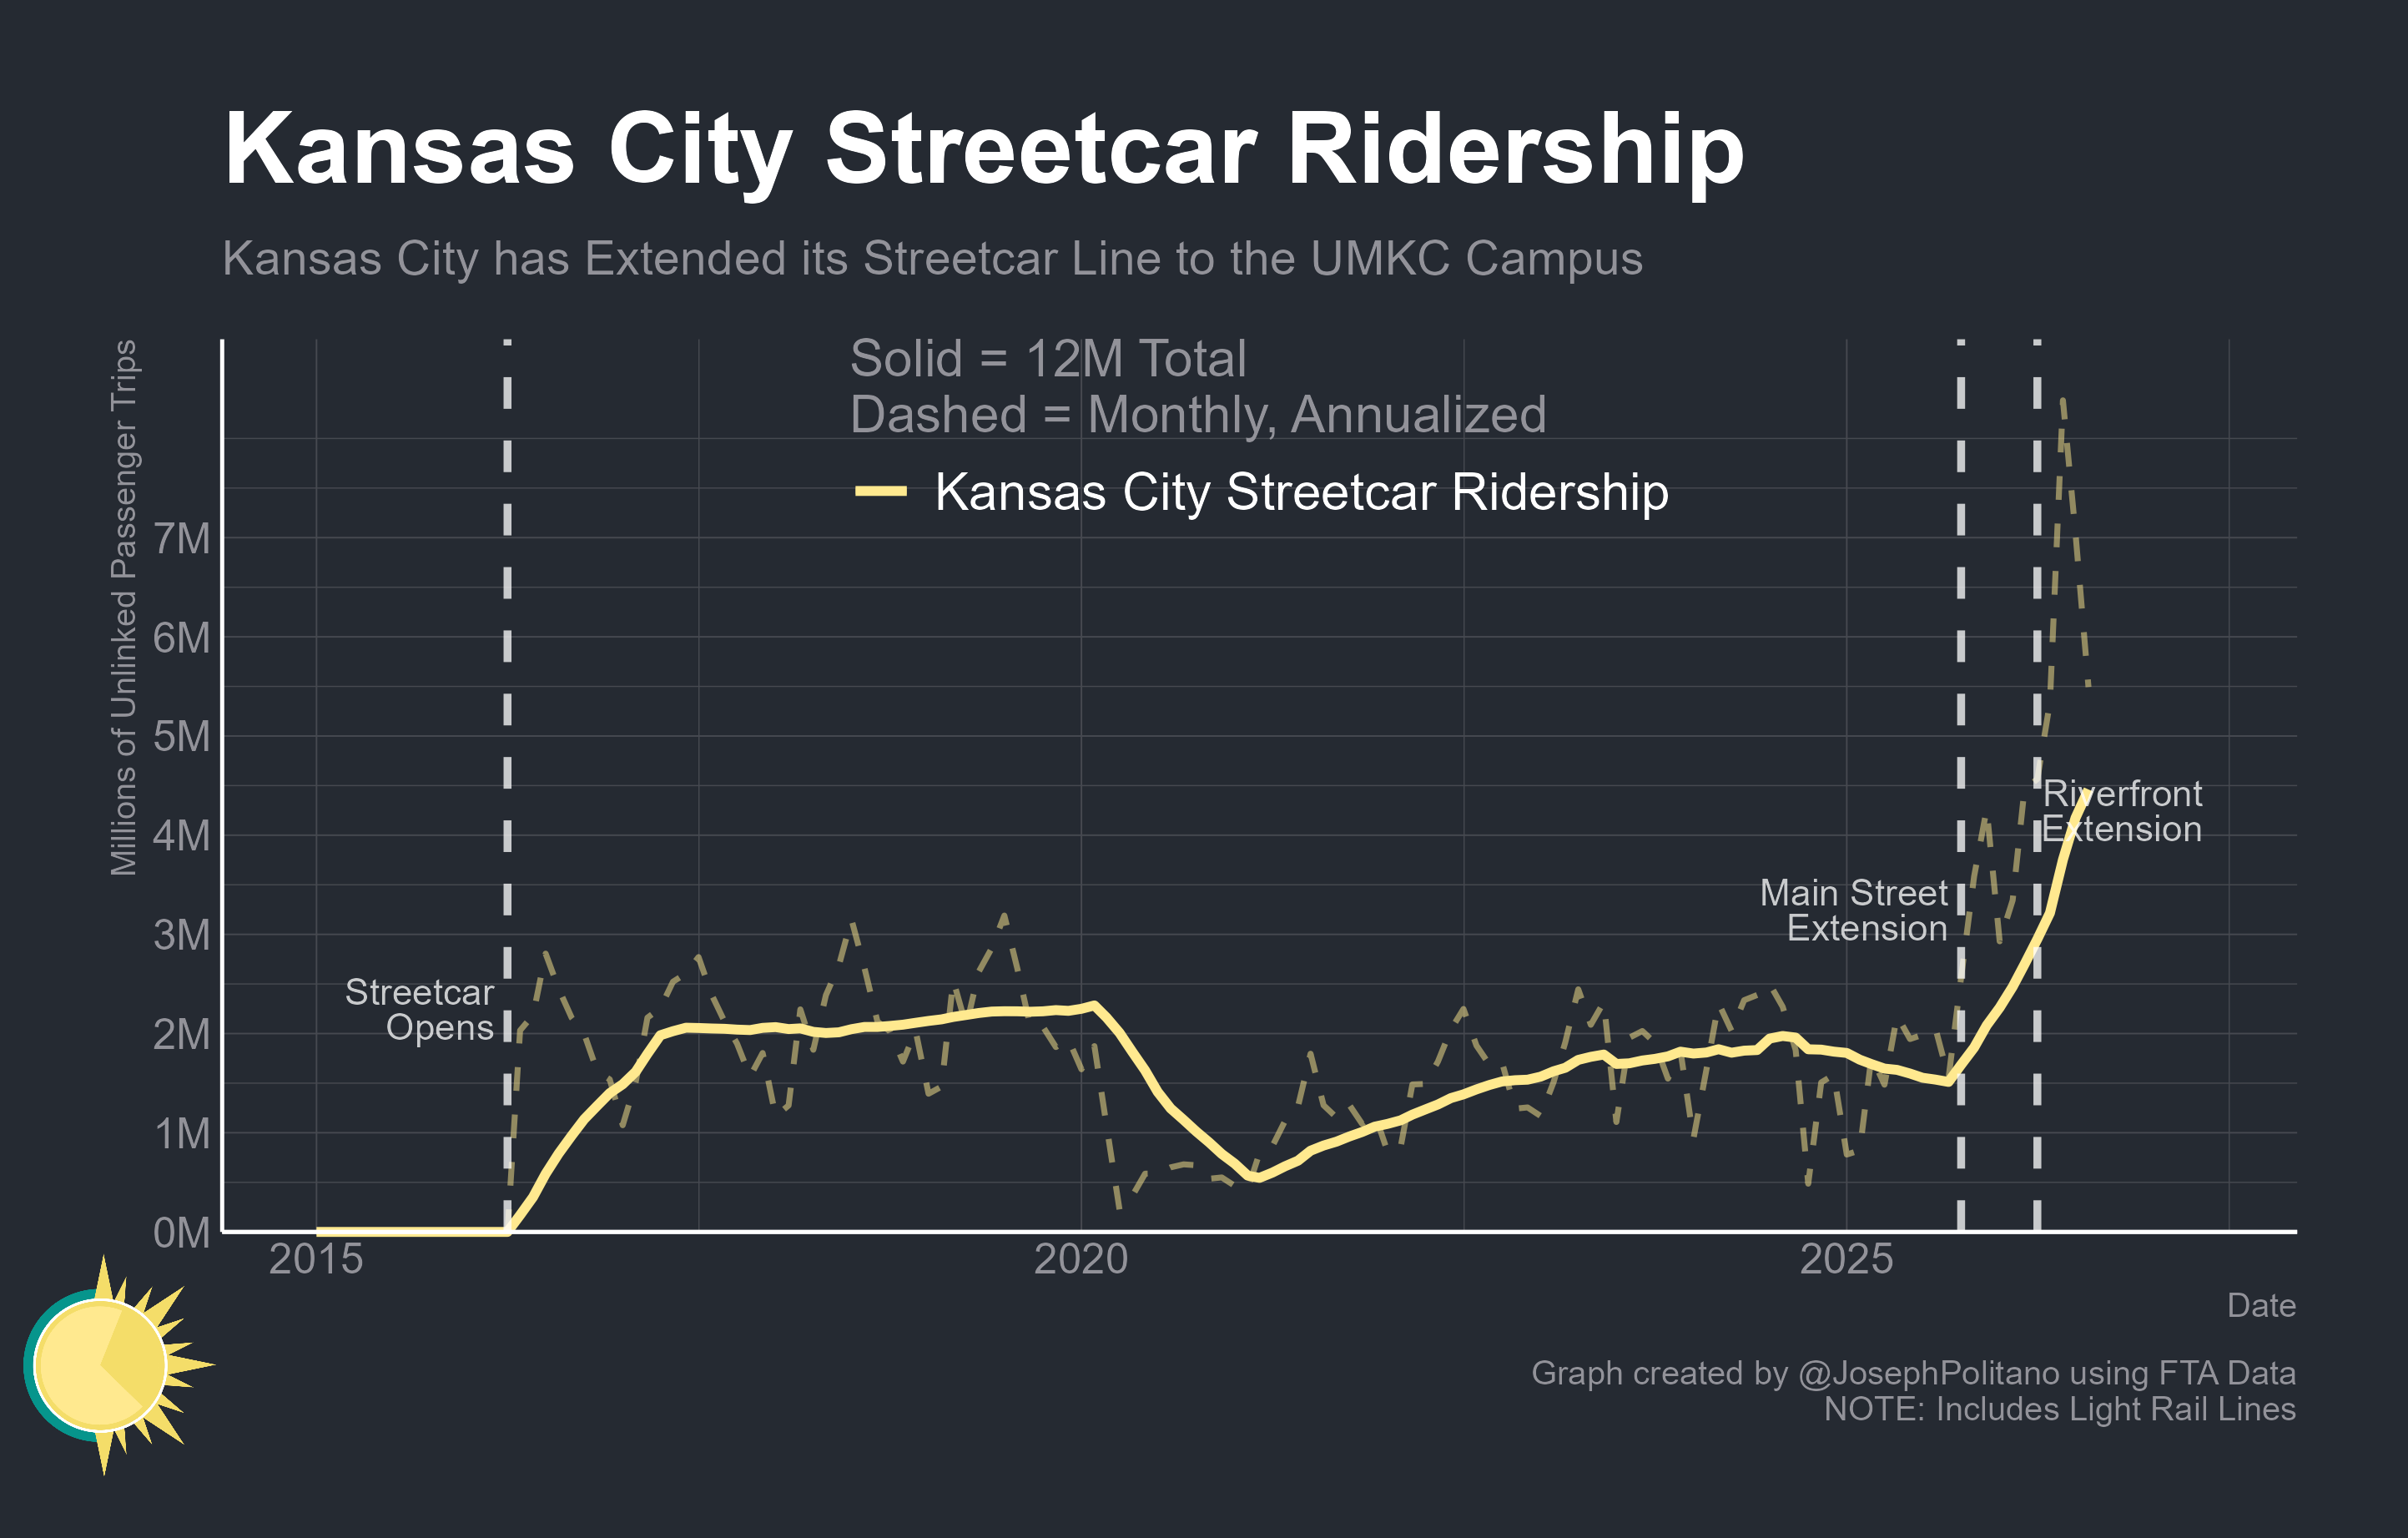 Kansas City Streetcar Ridership
Kansas City has Extended its Streetcar Line to the UMKC Campus
Millions of Unlinked Passenger Trips
Solid = 12M Total
Dashed = Monthly, Annualized
Kansas City Streetcar Ridership
7M
6M
5M
4M
3M
2M
1M
0M
Streetcar
Opens
Main Street
Extension
Riverfront
Extension
2015
2020
2025
Date
Graph created by @JosephPolitano using FTA Data
NOTE: Includes Light Rail Lines